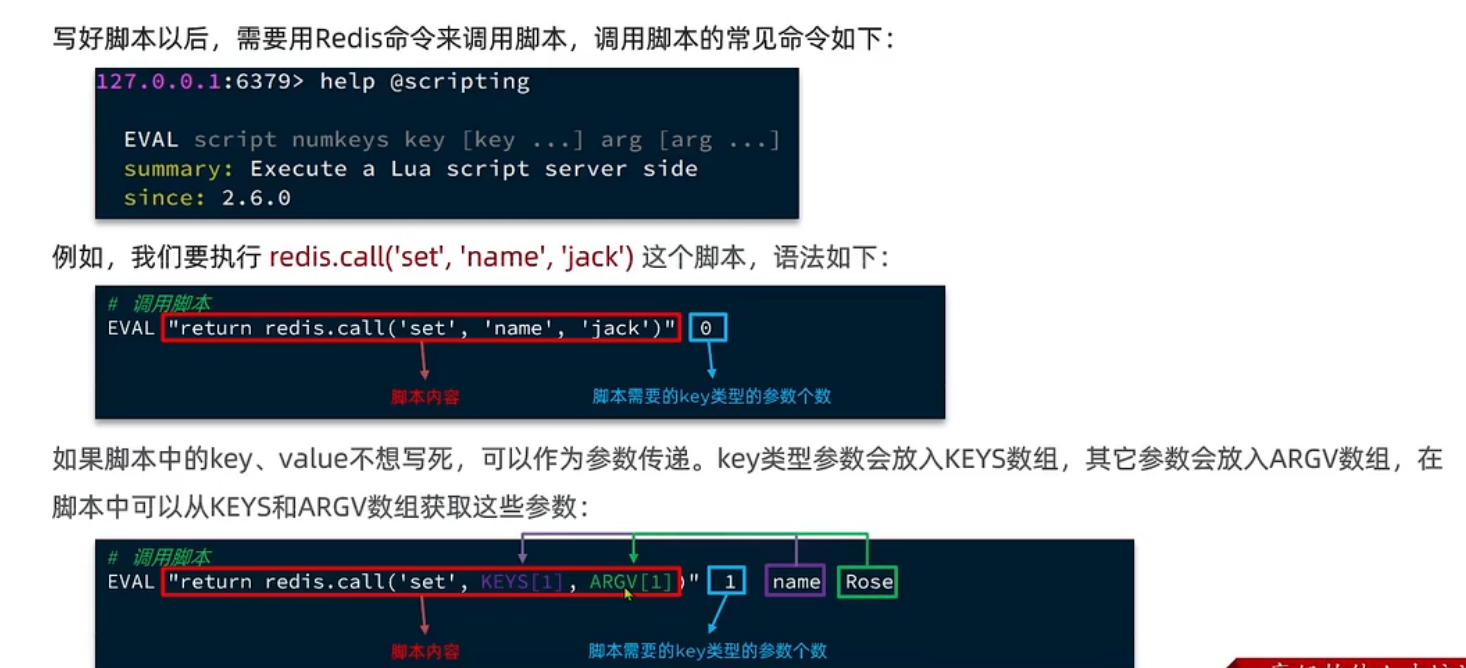 写好脚本以后，需要用Redis命令来调用脚本，调用脚本的常见命令如下：
127.0.0.1:6379> help @scripting
EVAL script numkeys key [key ...] arg [arg ...]
summary: Execute a Lua script server side
since: 2.6.0
例如，我们要执行 redis.call('set', 'name', 'jack') 这个脚本，语法如下：
# 调用脚本
EVAL "return redis.call('set', 'name', 'jack')" 0
脚本内容 脚本需要的key类型的参数个数
如果脚本中的key、value不想写死，可以作为参数传递。key类型参数会放入KEYS数组，其它参数会放入ARGV数组，在
脚本中可以从KEYS和ARGV数组获取这些参数：
# 调用脚本
EVAL "return redis.call('set', KEYS[1], ARGV[1])" 1 name Rose
脚本内容 脚本需要的key类型的参数个数